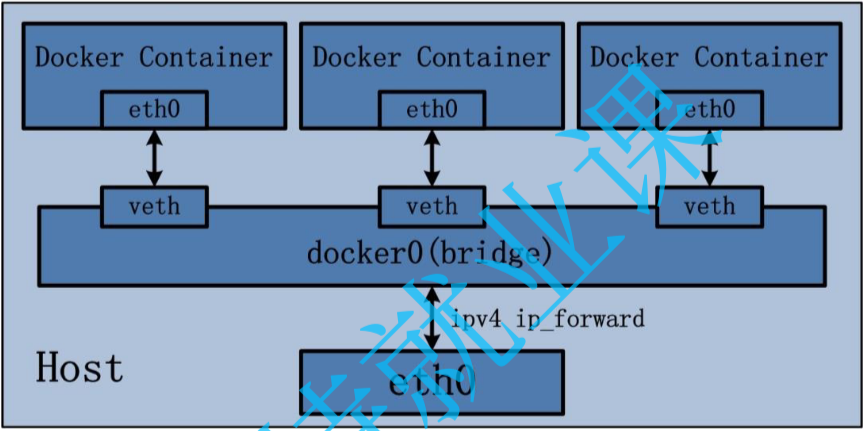 Docker Container
Docker Container
Docker Container
eth0
eth0
eth0
veth
veth
veth
docker0(bridge)
ipv4 ip_forward
Host
eth0
就业课